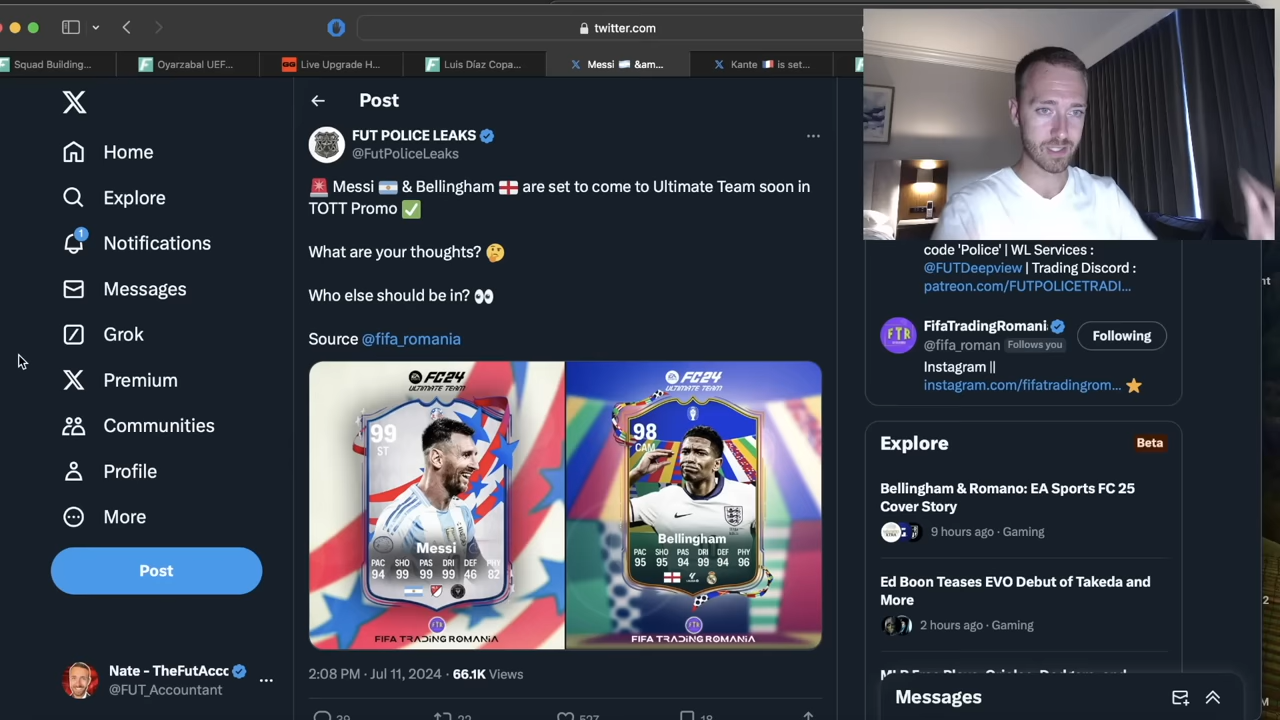 twitter.com
Squad Building...
Oyarzabal UEF...
Live Upgrade H...
Luis Díaz Copa...
Messi 🇦🇷 &am...
Kante 🇫🇷 is set...
Post
Home
Explore
Notifications
1
Messages
Grok
Premium
Communities
Profile
More
Post
Nate - TheFutAcc
@FUT_Accountant
FUT POLICE LEAKS
@FutPoliceLeaks
🚨 Messi 🇦🇷 & Bellingham 🏴󠁧󠁢󠁥󠁮󠁧󠁿 are set to come to Ultimate Team soon in
TOTT Promo ✅
What are your thoughts? 🤔
Who else should be in? 👀
Source @fifa_romania
FC24
ULTIMATE TEAM
99
ST
Messi
PAC SHO PAS DRI DEF PHY
94 99 99 99 46 82
FTR
FIFA TRADING ROMANIA
FC24
ULTIMATE TEAM
98
CAM
Bellingham
PAC SHO PAS DRI DEF PHY
95 95 94 99 94 96
FTR
FIFA TRADING ROMANIA
2:08 PM · Jul 11, 2024 · 66.1K Views
39 22 527 18
code 'Police' | WL Services :
@FUTDeepview | Trading Discord :
patreon.com/FUTPOLICETRADI...
FTR
FifaTradingRomani
@fifa_roman Follows you
Following
Instagram ||
instagram.com/fifatradingrom... ⭐
Explore
Beta
Bellingham & Romano: EA Sports FC 25
Cover Story
9 hours ago · Gaming
Ed Boon Teases EVO Debut of Takeda and
More
2 hours ago · Gaming
Messages